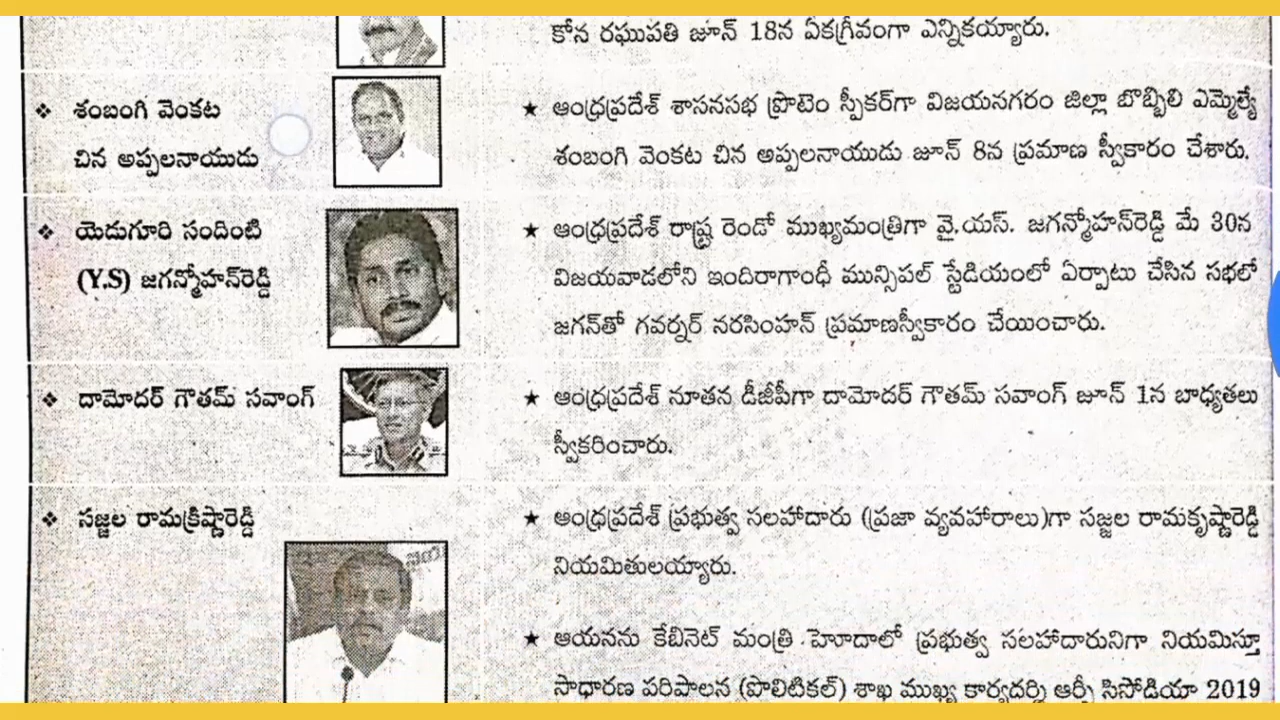 కోన రఘుపతి జూన్ 18న ఏకగ్రీవంగా ఎన్నికయ్యారు.
❖ శంబంగి వెంకట
చిన అప్పలనాయుడు
★ ఆంధ్రప్రదేశ్ శాసనసభ ప్రొటెం స్పీకర్‌గా విజయనగరం జిల్లా బొబ్బిలి ఎమ్మెల్యే
శంబంగి వెంకట చిన అప్పలనాయుడు జూన్ 8వ ప్రమాణ స్వీకారం చేశారు.
❖ యెదుగూరి సందింటి
(Y.S) జగన్మోహన్‌రెడ్డి
★ ఆంధ్రప్రదేశ్ రాష్ట్ర రెండో ముఖ్యమంత్రిగా వై.యస్. జగన్మోహన్‌రెడ్డి మే 30న
విజయవాడలోని ఇందిరాగాంధీ మున్సిపల్ స్టేడియంలో ఏర్పాటు చేసిన సభలో
జగన్‌తో గవర్నర్ నరసింహన్ ప్రమాణస్వీకారం చేయించారు.
❖ దామోదర్ గౌతమ్ సవాంగ్
★ ఆంధ్రప్రదేశ్ నూతన డీజీపీగా దామోదర్ గౌతమ్ సవాంగ్ జూన్ 1న బాధ్యతలు
స్వీకరించారు.
❖ సజ్జల రామక్రిష్ణారెడ్డి
★ ఆంధ్రప్రదేశ్ ప్రభుత్వ సలహాదారు (ప్రజా వ్యవహారాలు)గా సజ్జల రామకృష్ణారెడ్డి
నియమితులయ్యారు.
★ ఆయనను కేబినెట్ మంత్రి హెూదాలో ప్రభుత్వ సలహాదారునిగా నియమిస్తూ
సాధారణ పరిపాలన (పొలిటికల్) శాఖ ముఖ్య కార్యదర్శి ఆర్పీ సిసోడియా 2019